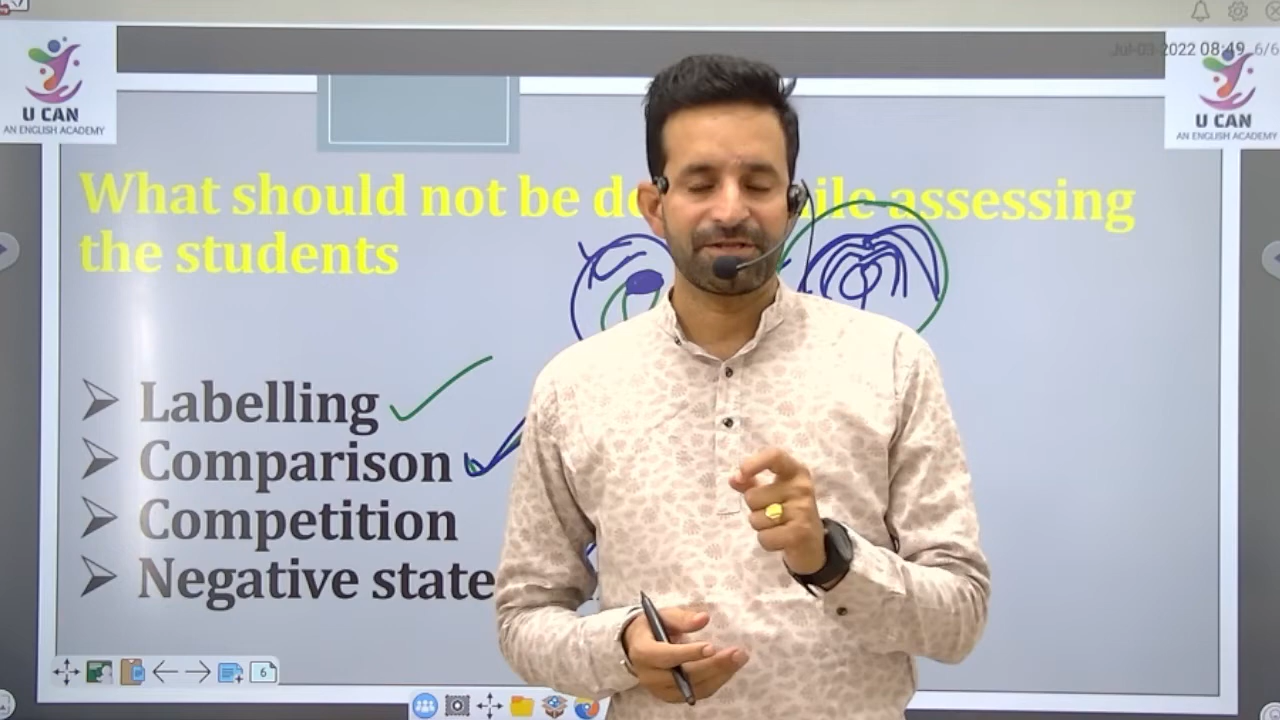 Jul-03-2022 08:49 6/6
U CAN
AN ENGLISH ACADEMY
U CAN
AN ENGLISH ACADEMY
What should not be do ile assessing
the students
Labelling
Comparison
Competition
Negative state
6